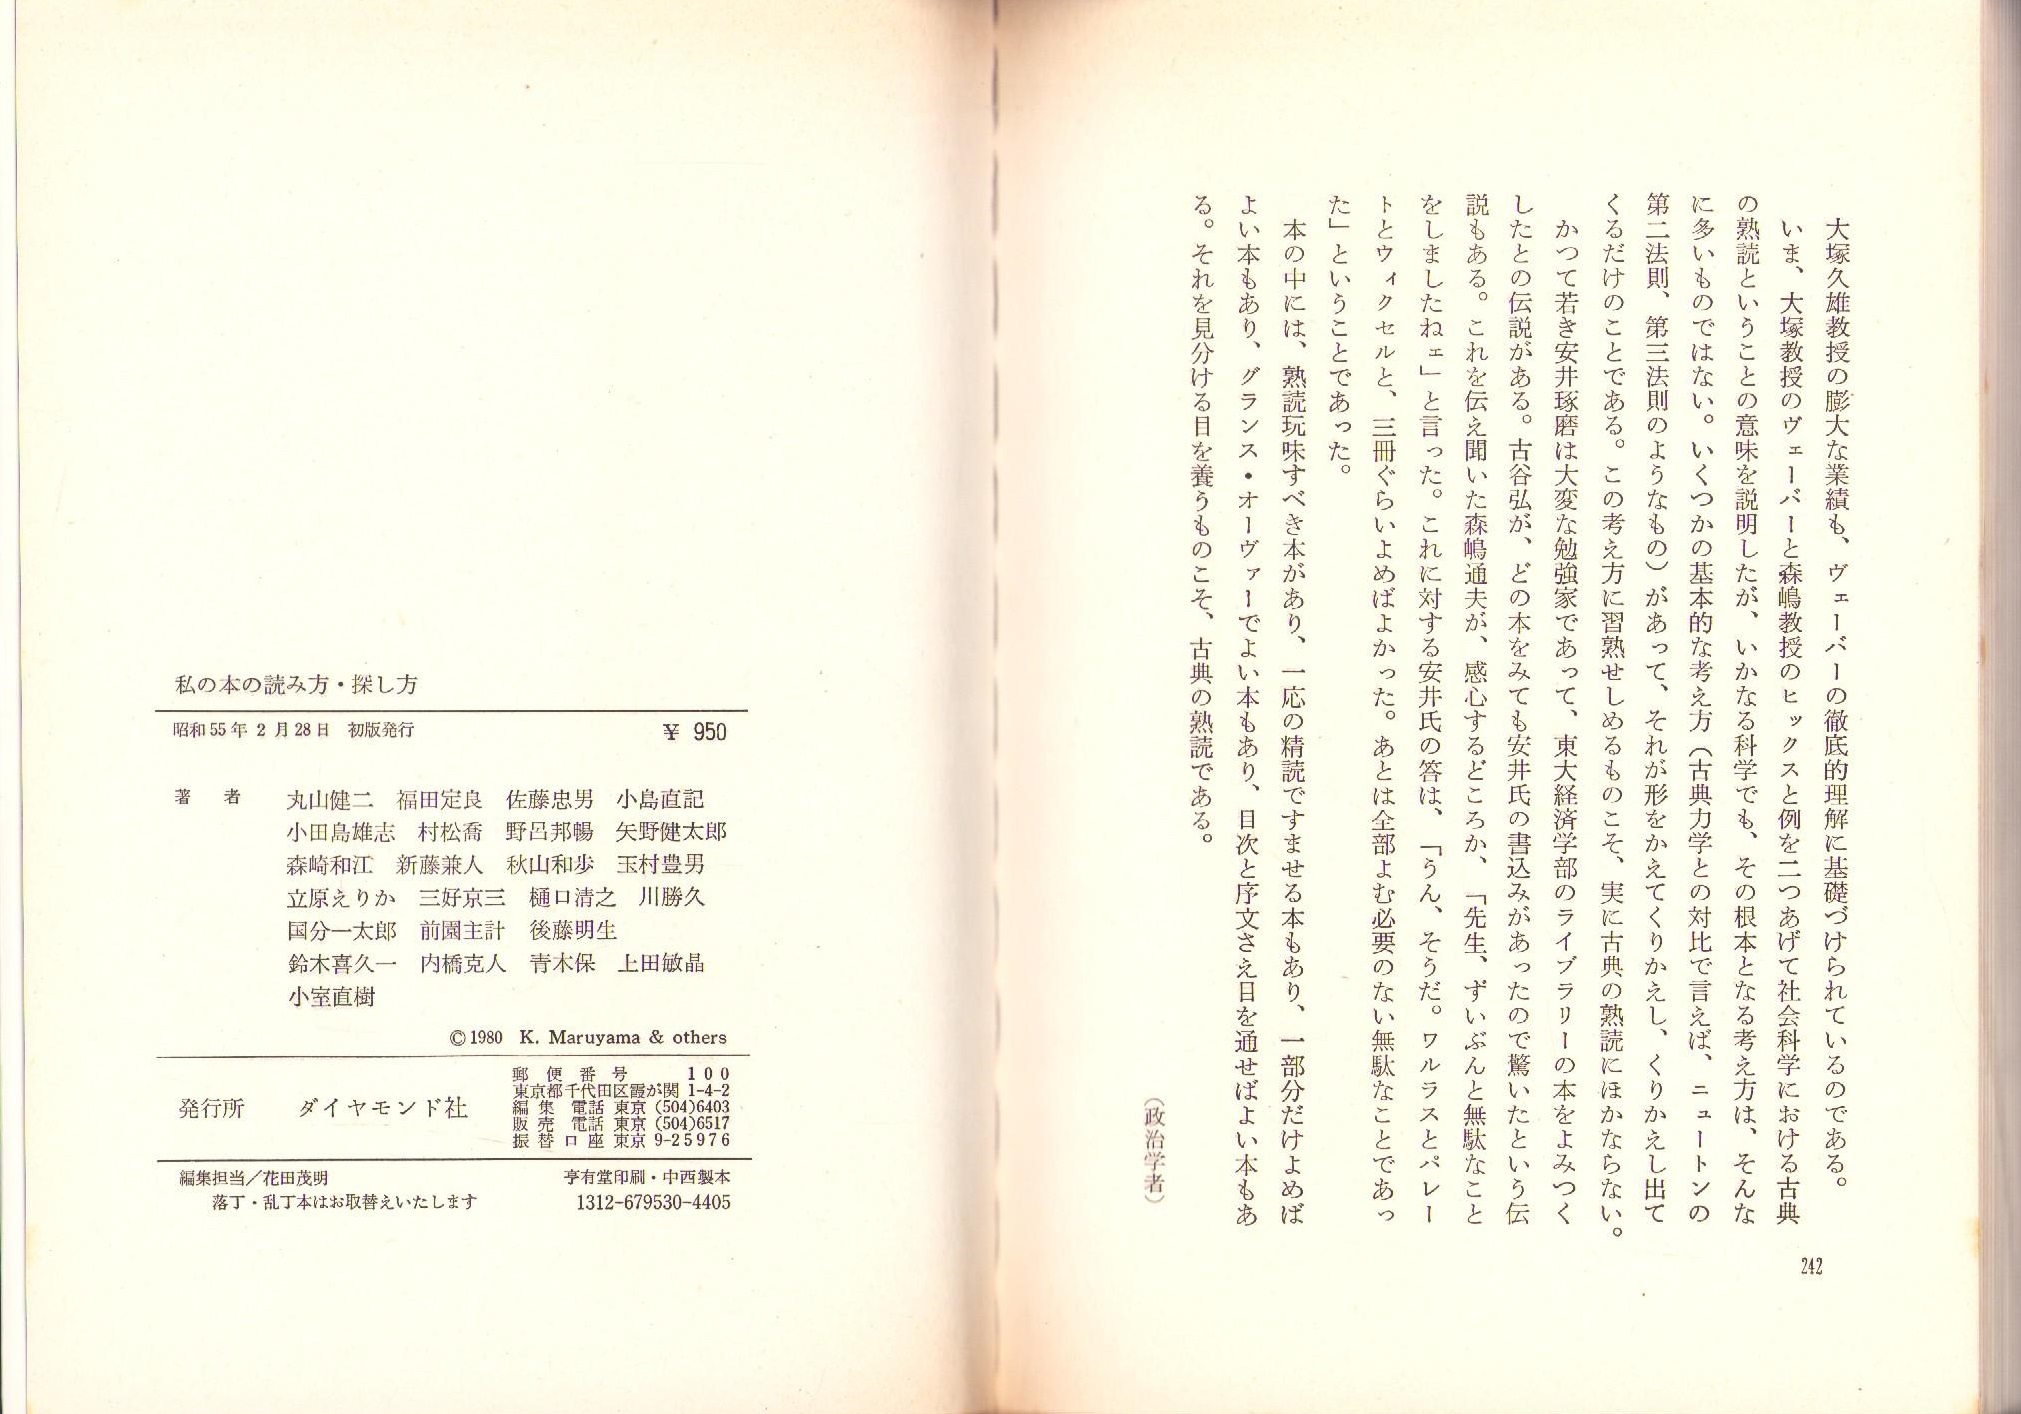 大塚久雄教授の膨大な業績も、ヴェーバーの徹底的理解に基礎づけられているのである。
いま、大塚教授のヴェーバーと森嶋教授のヒックスと例を二つあげて社会科学における古典
の熟読ということの意味を説明したが、いかなる科学でも、その根本となる考え方は、そんな
に多いものではない。いくつかの基本的な考え方（古典力学との対比で言えば、ニュートンの
第二法則、第三法則のようなもの）があって、それが形をかえてくりかえし、くりかえし出て
くるだけのことである。この考え方に習熟せしめるものこそ、実に古典の熟読にほかならない。
かつて若き安井琢磨は大変な勉強家であって、東大経済学部のライブラリーの本をよみつく
したとの伝説がある。古谷弘が、どの本をみても安井氏の書込みがあったので驚いたという伝
説もある。これを伝え聞いた森嶋通夫が、感心するどころか、「先生、ずいぶんと無駄なこと
をしましたねェ」と言った。これに対する安井氏の答は、「うん、そうだ。ワルラスとパレー
トとウィクセルと、三冊ぐらいよめばよかった。あとは全部よむ必要のない無駄なことであっ
た」ということであった。
本の中には、熟読玩味すべき本があり、一応の精読ですませる本もあり、一部分だけよめば
よい本もあり、グランス・オーヴァーでよい本もあり、目次と序文さえ目を通せばよい本もあ
る。それを見分ける目を養うものこそ、古典の熟読である。
（政治学者）
242
私の本の読み方・探し方
昭和55年2月28日 初版発行 ¥ 950
著 者 丸山健二 福田定良 佐藤忠男 小島直記
小田島雄志 村松喬 野呂邦暢 矢野健太郎
森崎和江 新藤兼人 秋山和歩 玉村豊男
立原えりか 三好京三 樋口清之 川勝久
国分一太郎 前園主計 後藤明生
鈴木喜久一 内橋克人 青木保 上田敏晶
小室直樹
©1980 K. Maruyama & others
発行所 ダイヤモンド社
郵便番号 100
東京都千代田区霞が関 1-4-2
編集 電話 東京 (504)6403
販売 電話 東京 (504)6517
振替口座 東京 9-25976
編集担当／花田茂明 亨有堂印刷・中西製本
落丁・乱丁本はお取替えいたします 1312-679530-4405